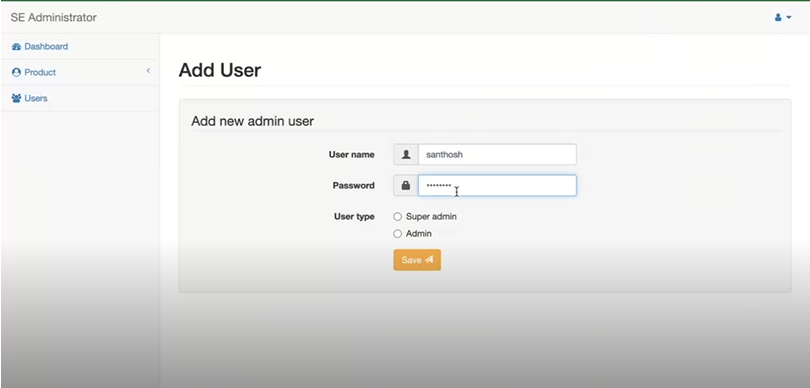 SE Administrator
Dashboard
Product
Users
Add User
Add new admin user
User name
santhosh
Password
••••••••
User type
Super admin
Admin
Save